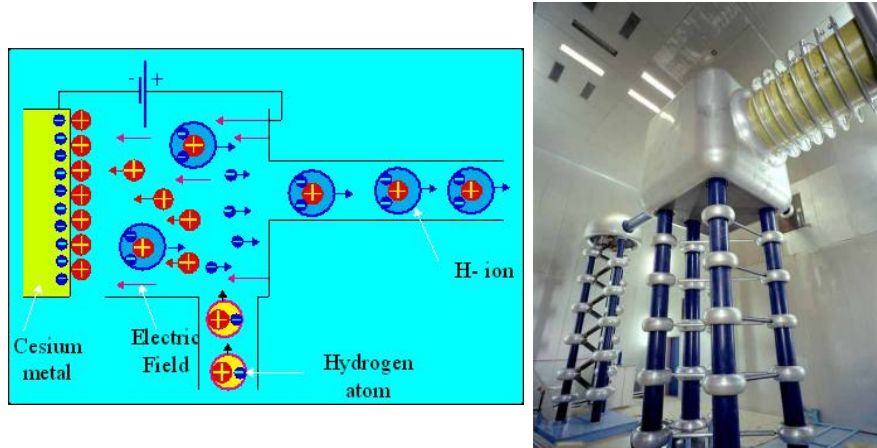 - +
H- ion
Cesium
metal
Electric
Field
Hydrogen
atom